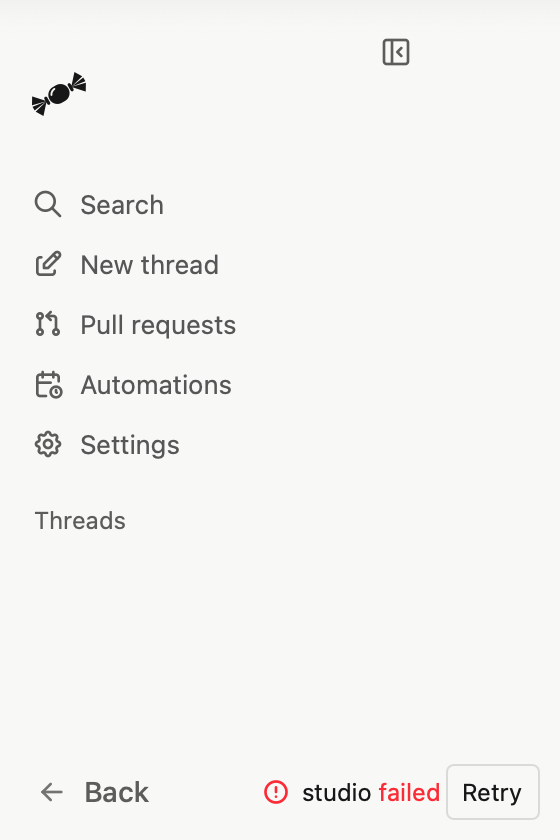 Search
New thread
Pull requests
Automations
Settings
Threads
Back studio failed Retry